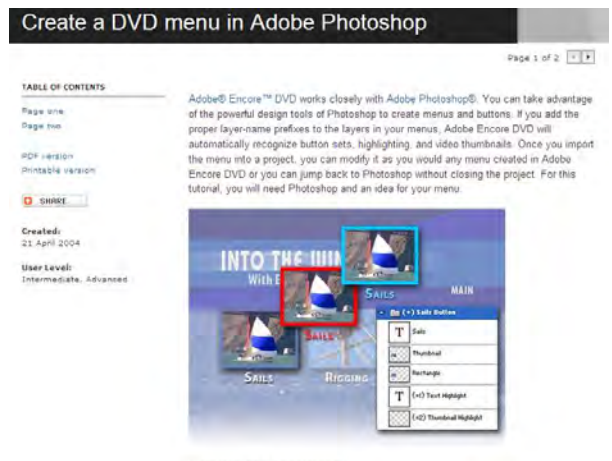 Create a DVD menu in Adobe Photoshop
Page 1 of 2
TABLE OF CONTENTS
Page one
Page two
PDF version
Printable version
SHARE
Created:
21 April 2004
User Level:
Intermediate, Advanced
Adobe® Encore™ DVD works closely with Adobe Photoshop®. You can take advantage
of the powerful design tools of Photoshop to create menus and buttons. If you add the
proper layer-name prefixes to the layers in your menus, Adobe Encore DVD will
automatically recognize button sets, highlighting, and video thumbnails. Once you import
the menu into a project, you can modify it as you would any menu created in Adobe
Encore DVD or you can jump back to Photoshop without closing the project. For this
tutorial, you will need Photoshop and an idea for your menu.
INTO THE
With
SAILS
MAIN
SAILS
SAILS
RIGGING
(+) Sails Button
T Sails
Thumbnail
Rectangle
T (=1) Text Highlight
(=2) Thumbnail Highlight